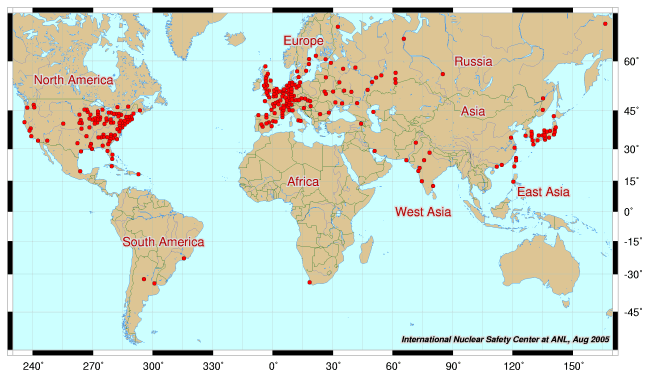 Europe
Russia
60°
North America
Asia
45°
30°
Africa
East Asia
15°
West Asia
0°
South America
-15°
-30°
-45°
International Nuclear Safety Center at ANL, Aug 2005
240° 270° 300° 330° 0° 30° 60° 90° 120° 150°